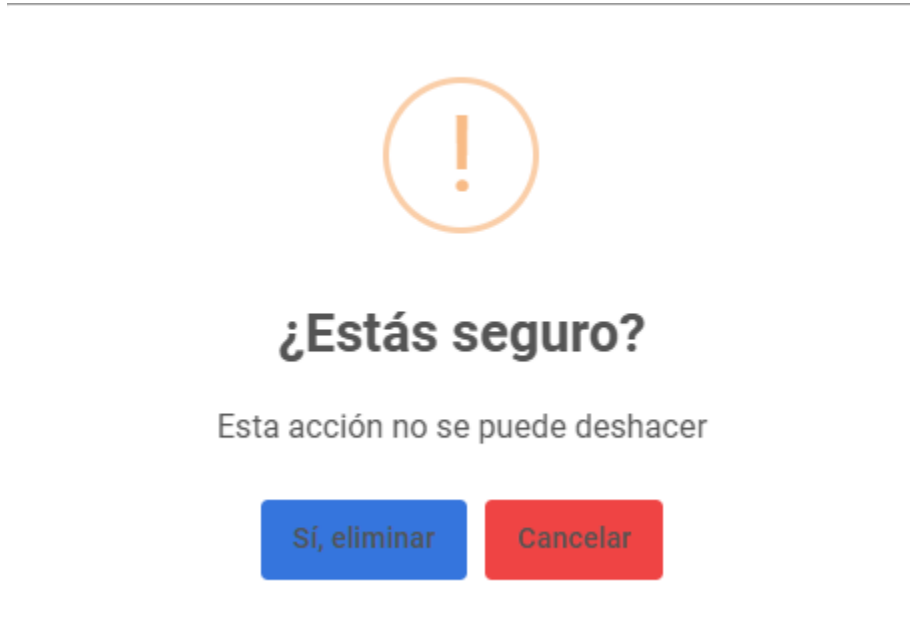 !
¿Estás seguro?
Esta acción no se puede deshacer
Sí, eliminar
Cancelar